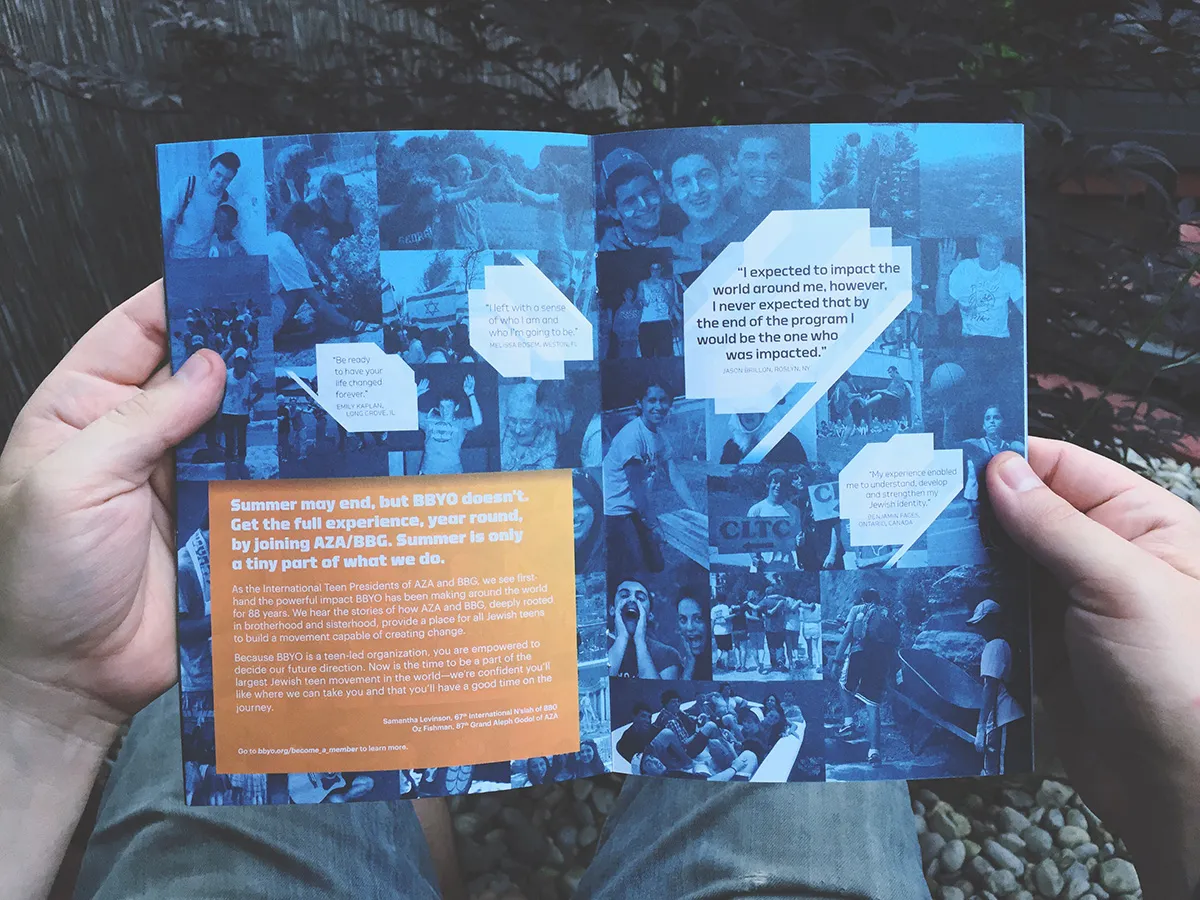 "I left with a sense
of who I am and
who I'm going to be."
MELISSA BOSEM, WESTON, FL
"Be ready
to have your
life changed
forever."
EMILY KAPLAN,
LONG GROVE, IL
Summer may end, but BBYO doesn't.
Get the full experience, year round,
by joining AZA/BBG. Summer is only
a tiny part of what we do.
As the International Teen Presidents of AZA and BBG, we see first-
hand the powerful impact BBYO has been making around the world
for 88 years. We hear the stories of how AZA and BBG, deeply rooted
in brotherhood and sisterhood, provide a place for all Jewish teens
to build a movement capable of creating change.
Because BBYO is a teen-led organization, you are empowered to
decide our future direction. Now is the time to be a part of the
largest Jewish teen movement in the world—we're confident you'll
like where we can take you and that you'll have a good time on the
journey.
Samantha Levinson, 67th International N'siah of BBG
Oz Fishman, 87th Grand Aleph Godol of AZA
Go to bbyo.org/become_a_member to learn more.
"I expected to impact the
world around me, however,
I never expected that by
the end of the program I
would be the one who
was impacted."
JASON BRILLON, ROSLYN, NY
"My experience enabled
me to understand, develop
and strengthen my
Jewish identity."
BENJAMIN FAGES,
ONTARIO, CANADA
CLTC